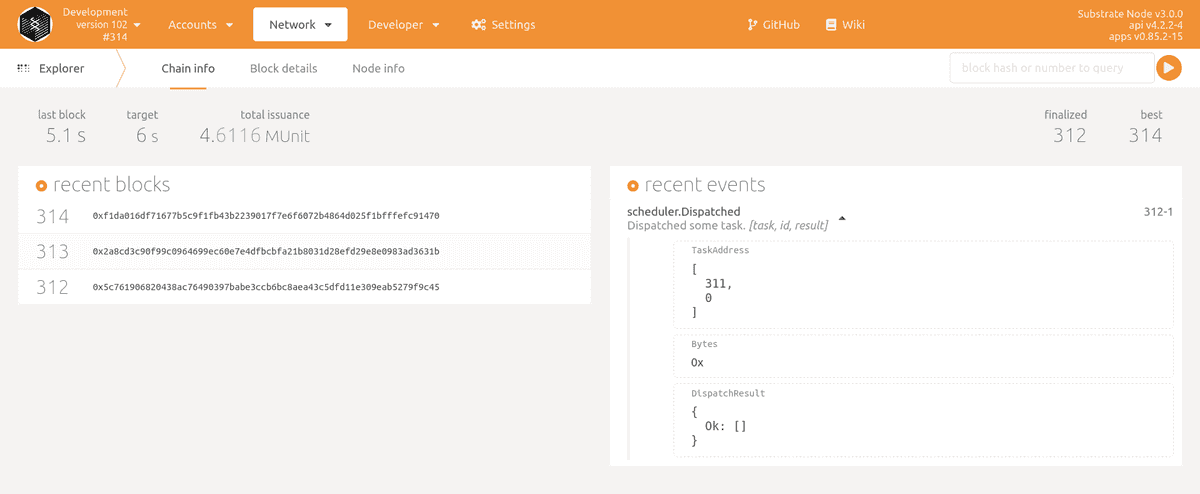 Development
version 102
#314
Accounts
Network
Developer
Settings
GitHub
Wiki
Substrate Node v3.0.0
api v4.2.2-4
apps v0.85.2-15
Explorer
Chain info
Block details
Node info
block hash or number to query
last block
5.1 s
target
6 s
total issuance
4.6116 MUnit
finalized
312
best
314
recent blocks
314 0xf1da016df71677b5c9f1fb43b2239017f7e6f6072b4864d025f1bfffefc91470
313 0x2a8cd3c90f99c0964699ec60e7e4dfbcbfa21b8031d28efd29e8e0983ad3631b
312 0x5c761906820438ac76490397babe3ccb6bc8aea43c5dfd11e309eab5279f9c45
recent events
scheduler.Dispatched 312-1
Dispatched some task. [task, id, result]
TaskAddress
[
311,
0
]
Bytes
0x
DispatchResult
{
Ok: []
}